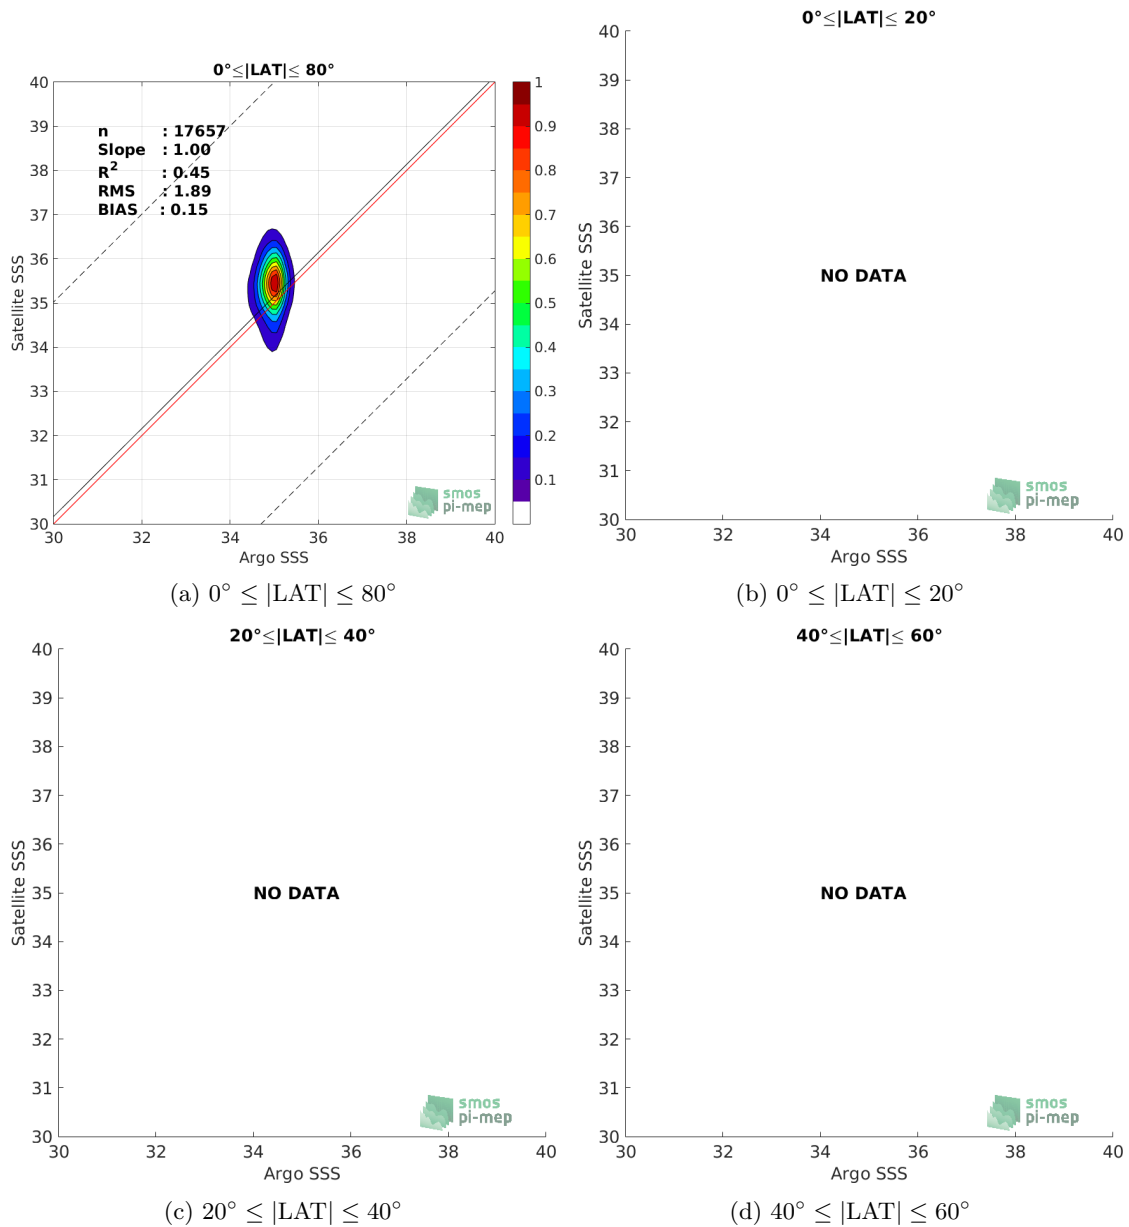 0°≤|LAT|≤ 80°
40
39
38
37
36
35
34
33
32
31
30
Satellite SSS
n : 17657
Slope : 1.00
R² : 0.45
RMS : 1.89
BIAS : 0.15
1
0.9
0.8
0.7
0.6
0.5
0.4
0.3
0.2
0.1
smos
pi-mep
30 32 34 36 38 40
Argo SSS
(a) 0° ≤ |LAT| ≤ 80°
0°≤|LAT|≤ 20°
40
39
38
37
36
35
34
33
32
31
30
Satellite SSS
NO DATA
smos
pi-mep
30 32 34 36 38 40
Argo SSS
(b) 0° ≤ |LAT| ≤ 20°
20°≤|LAT|≤ 40°
40
39
38
37
36
35
34
33
32
31
30
Satellite SSS
NO DATA
smos
pi-mep
30 32 34 36 38 40
Argo SSS
(c) 20° ≤ |LAT| ≤ 40°
40°≤|LAT|≤ 60°
40
39
38
37
36
35
34
33
32
31
30
Satellite SSS
NO DATA
smos
pi-mep
30 32 34 36 38 40
Argo SSS
(d) 40° ≤ |LAT| ≤ 60°